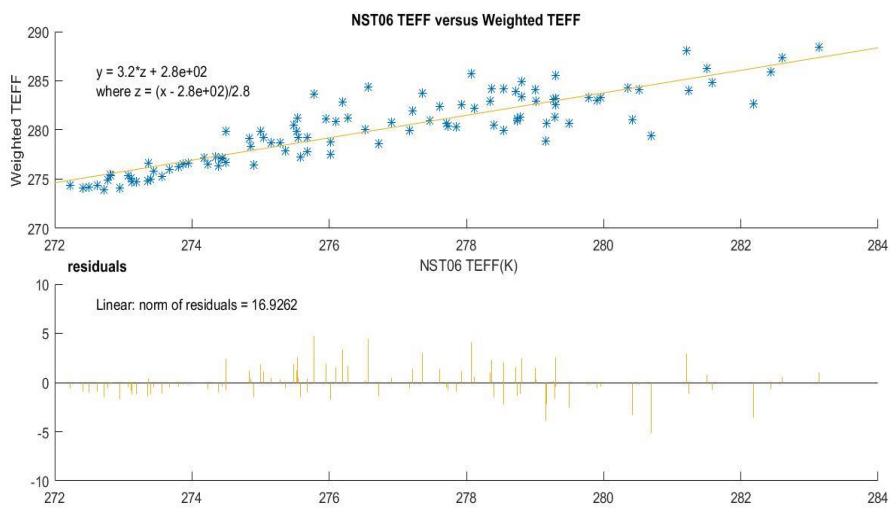 NST06 TEFF versus Weighted TEFF
290
285
280
275
270
Weighted TEFF
y = 3.2*z + 2.8e+02
where z = (x - 2.8e+02)/2.8
272 274 276 278 280 282 284
NST06 TEFF(K)
residuals
10
5
0
-5
-10
Linear: norm of residuals = 16.9262
272 274 276 278 280 282 284